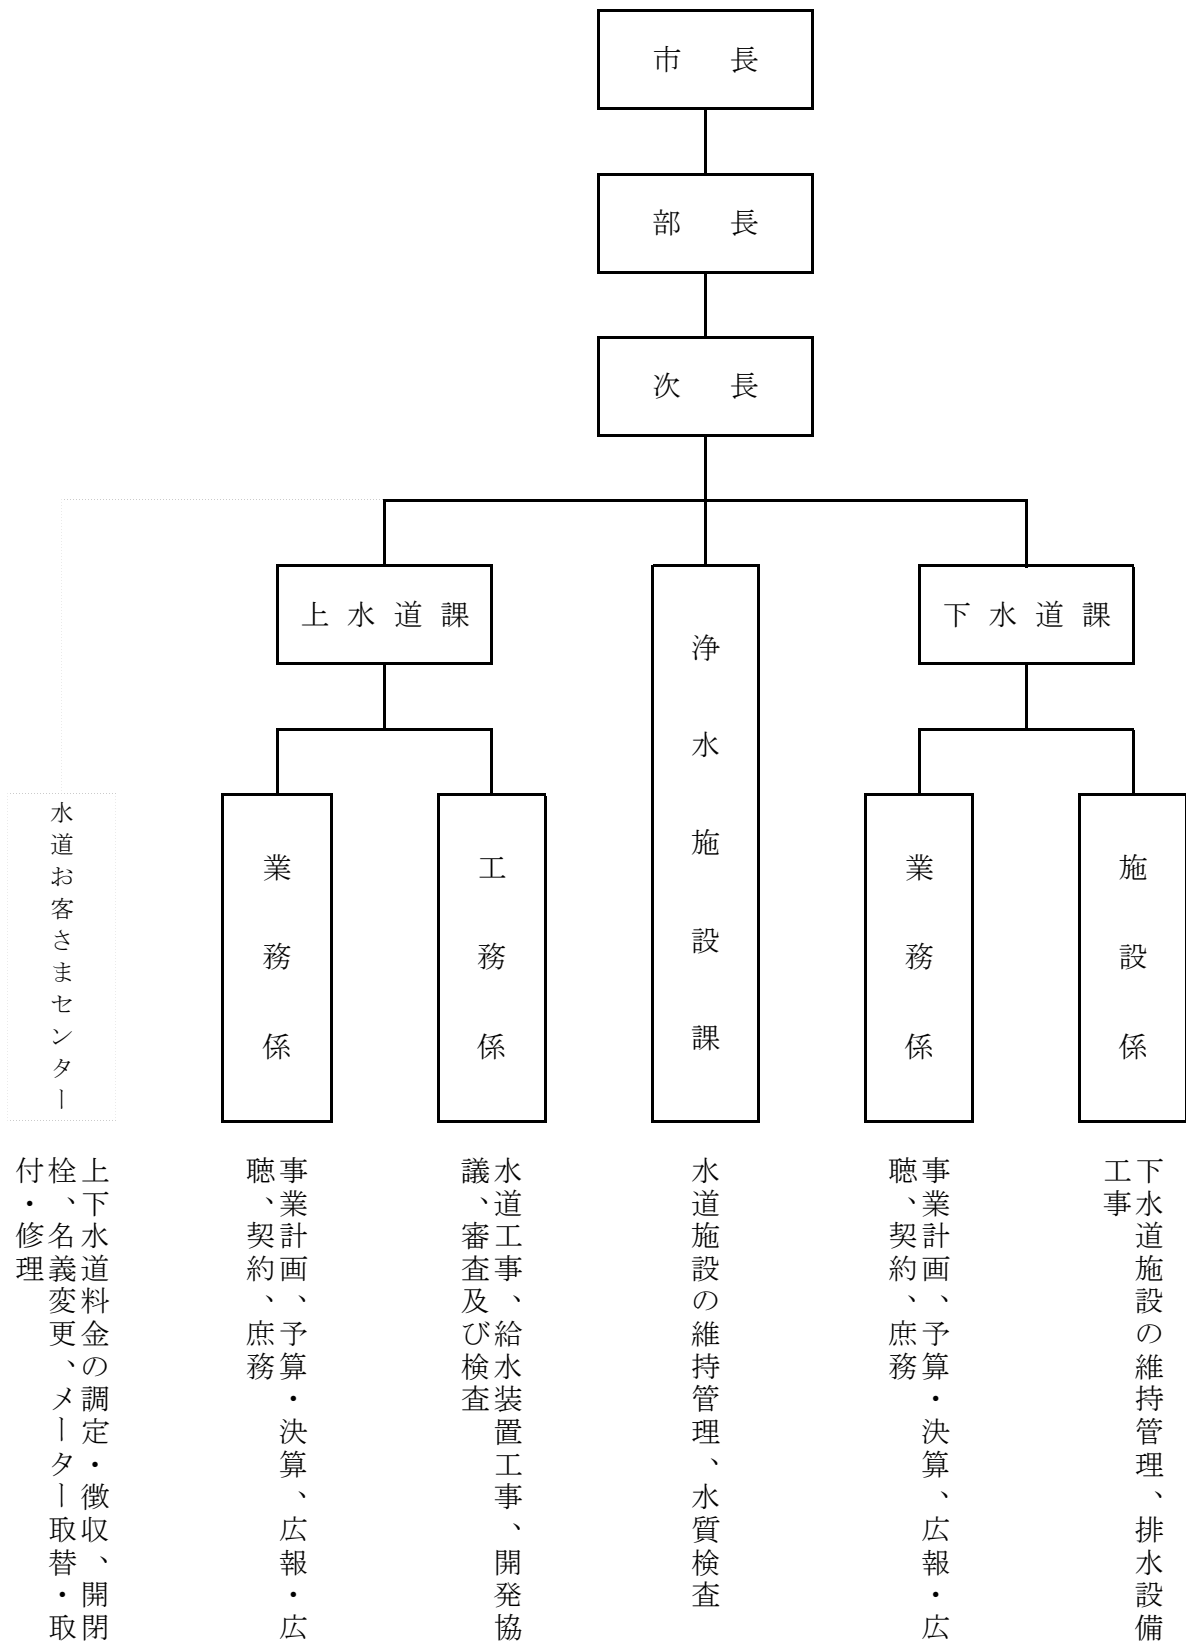 市長
部長
次長
上水道課
浄水施設課
下水道課
水道お客さまセンター
業務係
工務係
業務係
施設係
上下水道料金の調定・徴収、開閉
栓、名義変更、メーター取替・取
付・修理
事業計画、予算・決算、広報・広
聴、契約、庶務
水道工事、給水装置工事、開発協
議、審査及び検査
水道施設の維持管理、水質検査
事業計画、予算・決算、広報・広
聴、契約、庶務
下水道施設の維持管理、排水設備
工事